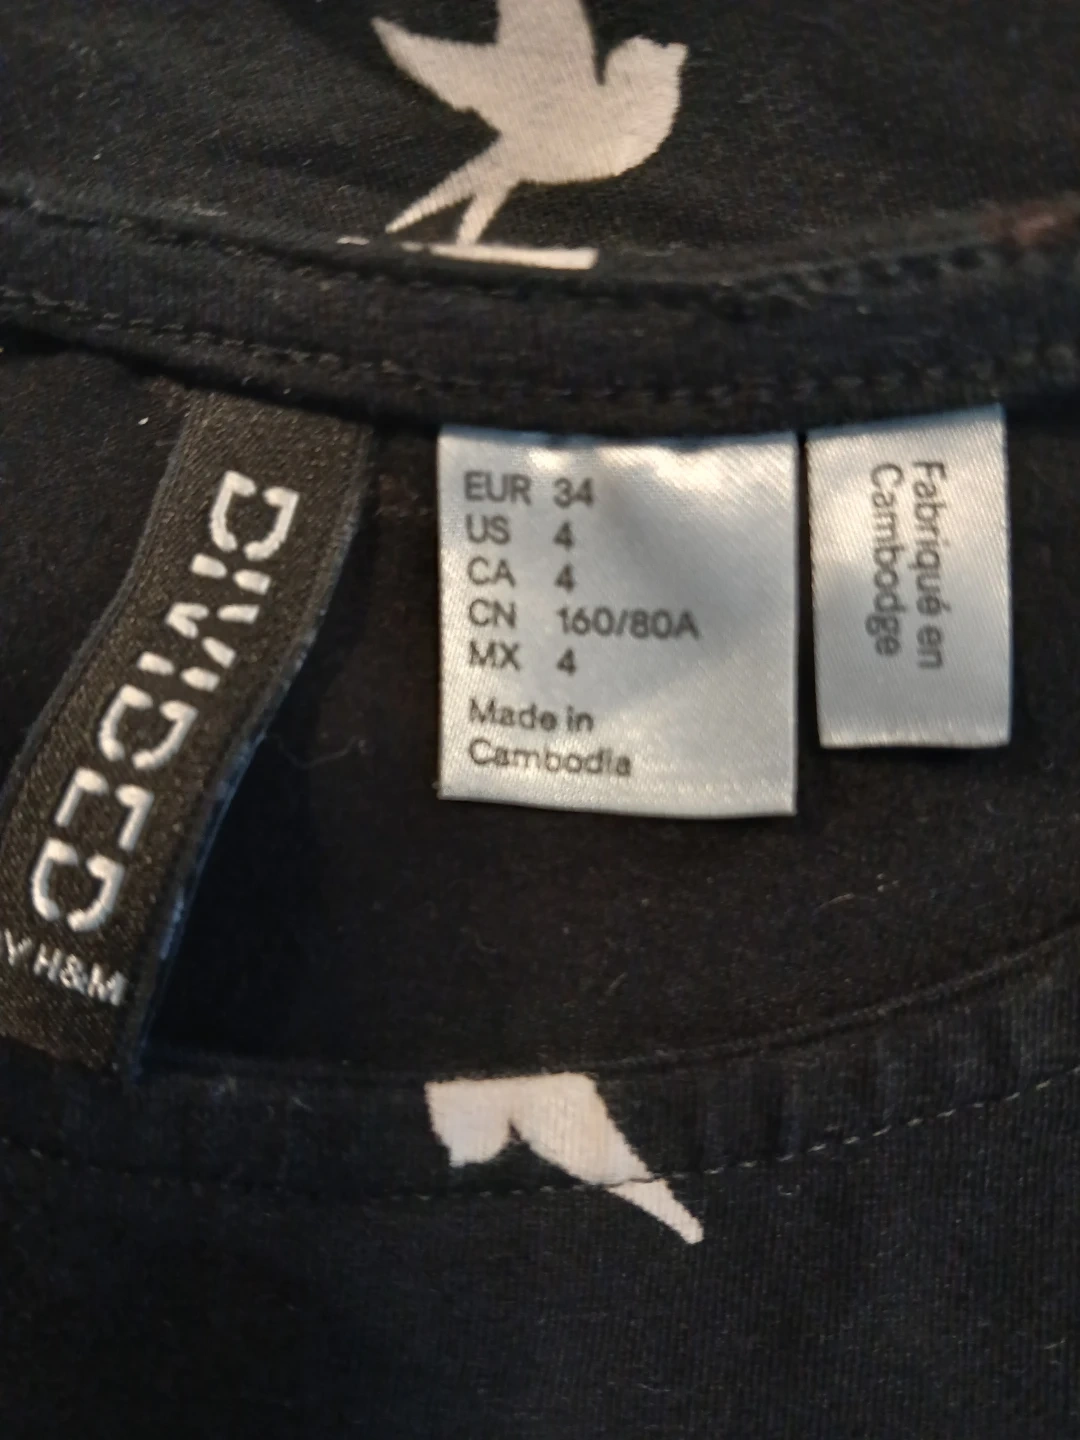 DIVIDED
Y H&M
EUR 34
US 4
CA 4
CN 160/80A
MX 4
Made in
Cambodia
Fabriqué en
Cambodge